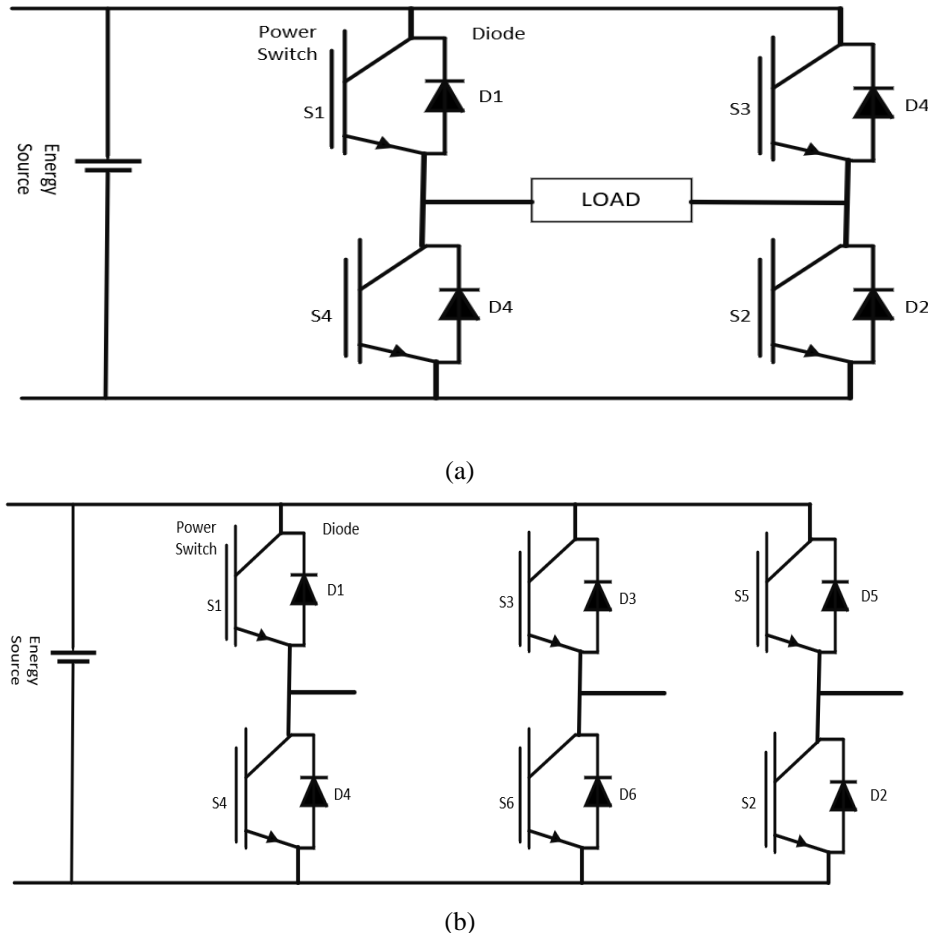 Power
Switch
Diode
S1
D1
S3
D4
Energy
Source
LOAD
S4
D4
S2
D2
(a)
Power
Switch
Diode
S1
D1
S3
D3
S5
D5
Energy
Source
S4
D4
S6
D6
S2
D2
(b)